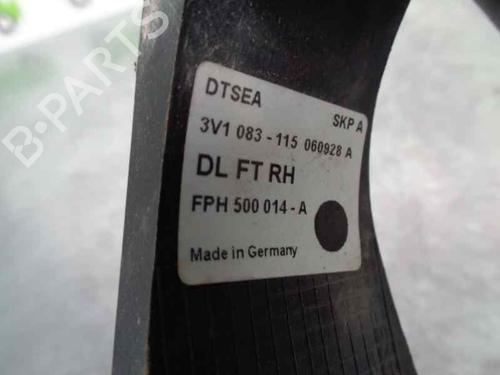 B-PARTS
DTSEA SKP A
3V1 083 - 115 060928 A
DL FT RH
FPH 500 014 - A
Made in Germany